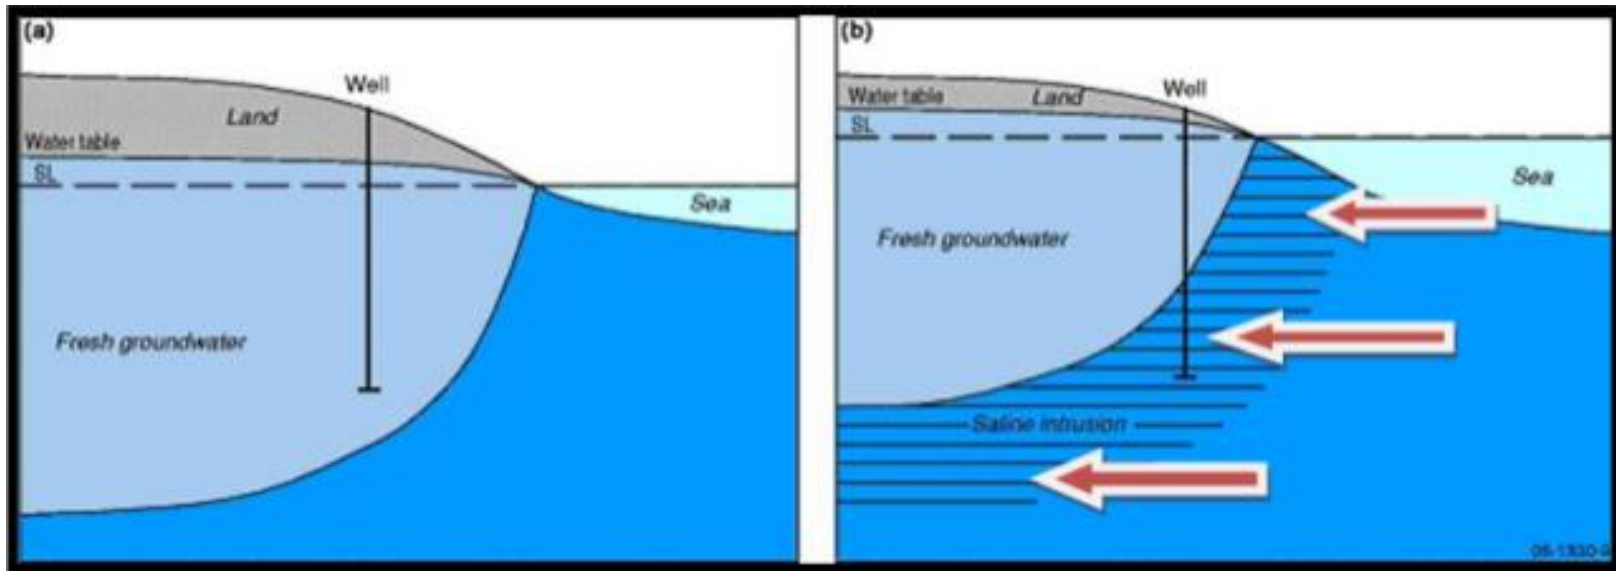 (a)
Well
Land
Water table
SL
Sea
Fresh groundwater
(b)
Well
Water table
Land
SL
Sea
Fresh groundwater
Saline intrusion